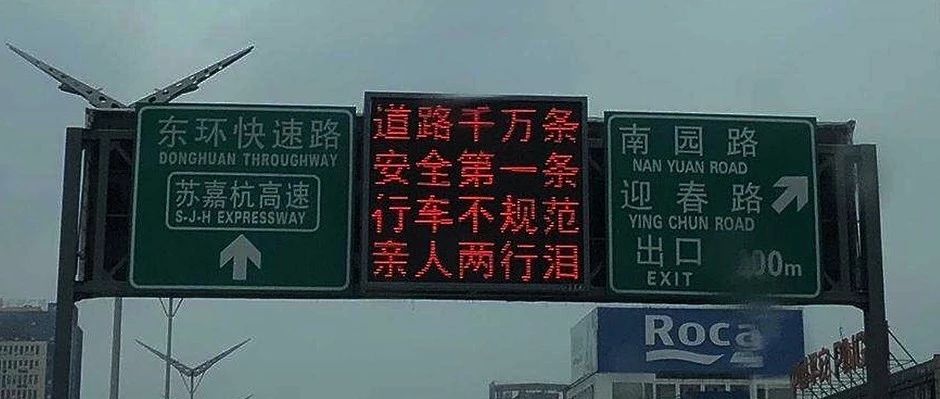 东环快速路
DONGHUAN THROUGHWAY
苏嘉杭高速
S-J-H EXPRESSWAY
道路千万条
安全第一条
行车不规范
亲人两行泪
南园路
NAN YUAN ROAD
迎春路
YING CHUN ROAD
出口
EXIT
Roca